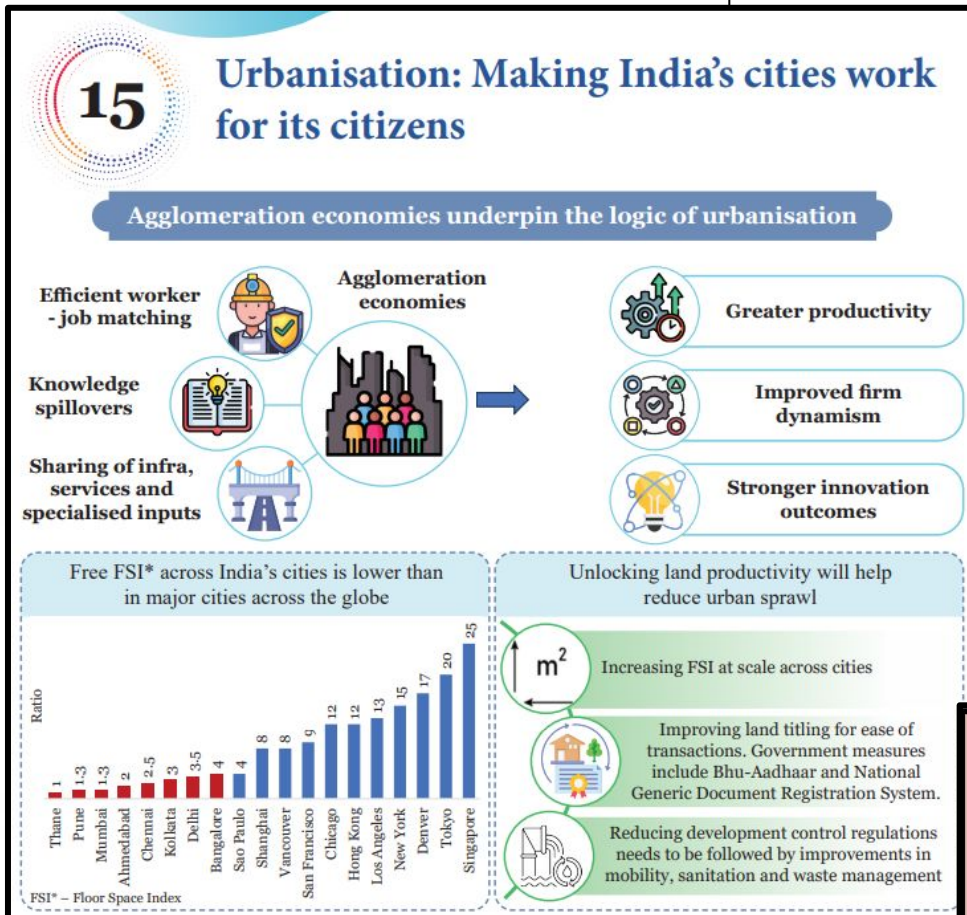 15
Urbanisation: Making India's cities work
for its citizens
Agglomeration economies underpin the logic of urbanisation
Efficient worker
- job matching
Knowledge
spillovers
Sharing of infra,
services and
specialised inputs
Agglomeration
economies
Greater productivity
Improved firm
dynamism
Stronger innovation
outcomes
Free FSI* across India's cities is lower than
in major cities across the globe
Ratio
1
1.3
1.3
2
2.5
3
3.5
4
4
8
8
9
12
12
13
15
17
20
25
Thane
Pune
Mumbai
Ahmedabad
Chennai
Kolkata
Delhi
Bangalore
Sao Paulo
Shanghai
Vancouver
San Francisco
Chicago
Hong Kong
Los Angeles
New York
Denver
Tokyo
Singapore
FSI* – Floor Space Index
Unlocking land productivity will help
reduce urban sprawl
m²
Increasing FSI at scale across cities
Improving land titling for ease of
transactions. Government measures
include Bhu-Aadhaar and National
Generic Document Registration System.
Reducing development control regulations
needs to be followed by improvements in
mobility, sanitation and waste management